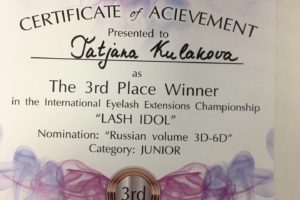 CERTIFICATE of ACIEVEMENT
Presented to
Tatjana Kulakova
as
The 3rd Place Winner
in the International Eyelash Extensions Championship
"LASH IDOL"
Nomination: "Russian volume 3D-6D"
Category: JUNIOR
3rd